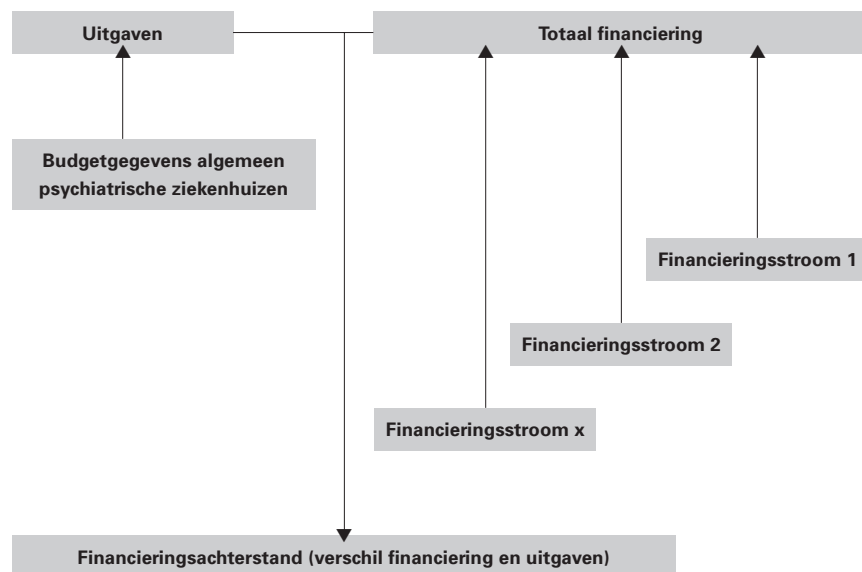 Uitgaven
Totaal financiering
Budgetgegevens algemeen
psychiatrische ziekenhuizen
Financieringsstroom 1
Financieringsstroom 2
Financieringsstroom x
Financieringsachterstand (verschil financiering en uitgaven)